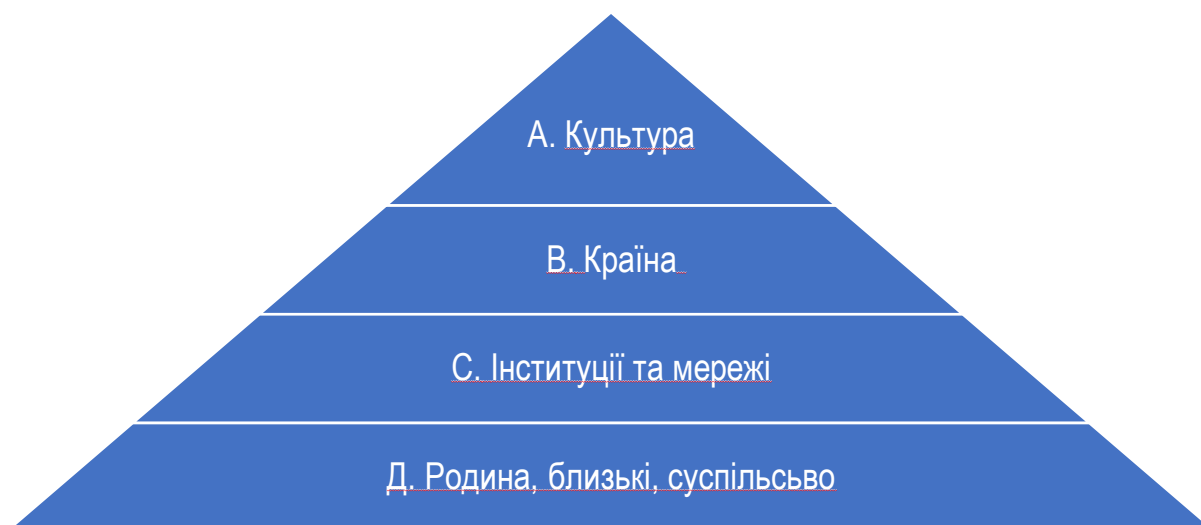 А. Культура
В. Країна
С. Інституції та мережі
Д. Родина, близькі, суспільсьво